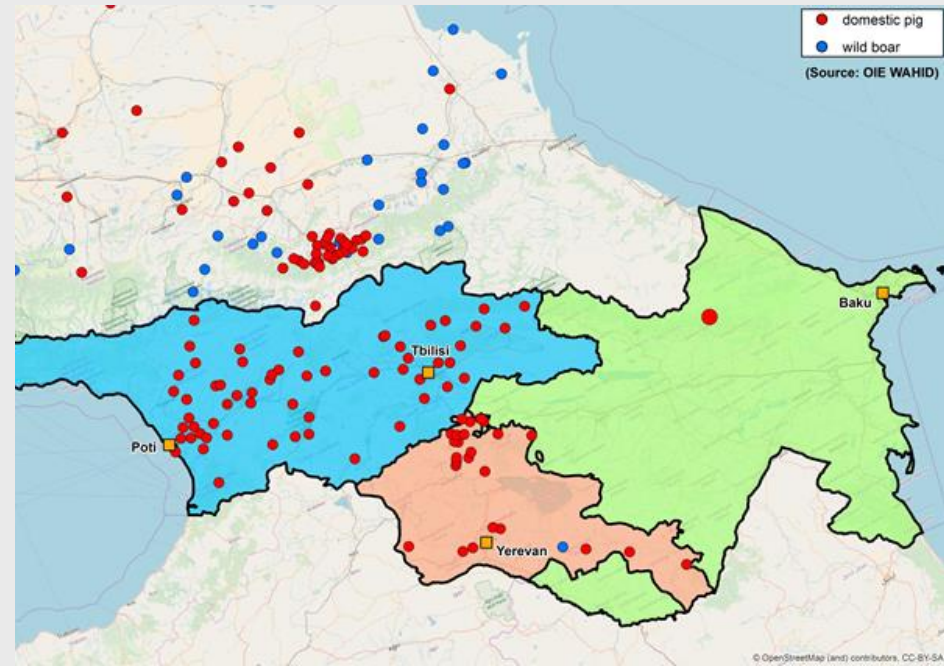 domestic pig
wild boar
(Source: OIE WAHID)
Baku
Tbilisi
Poti
Yerevan
© OpenStreetMap (and) contributors, CC-BY-SA